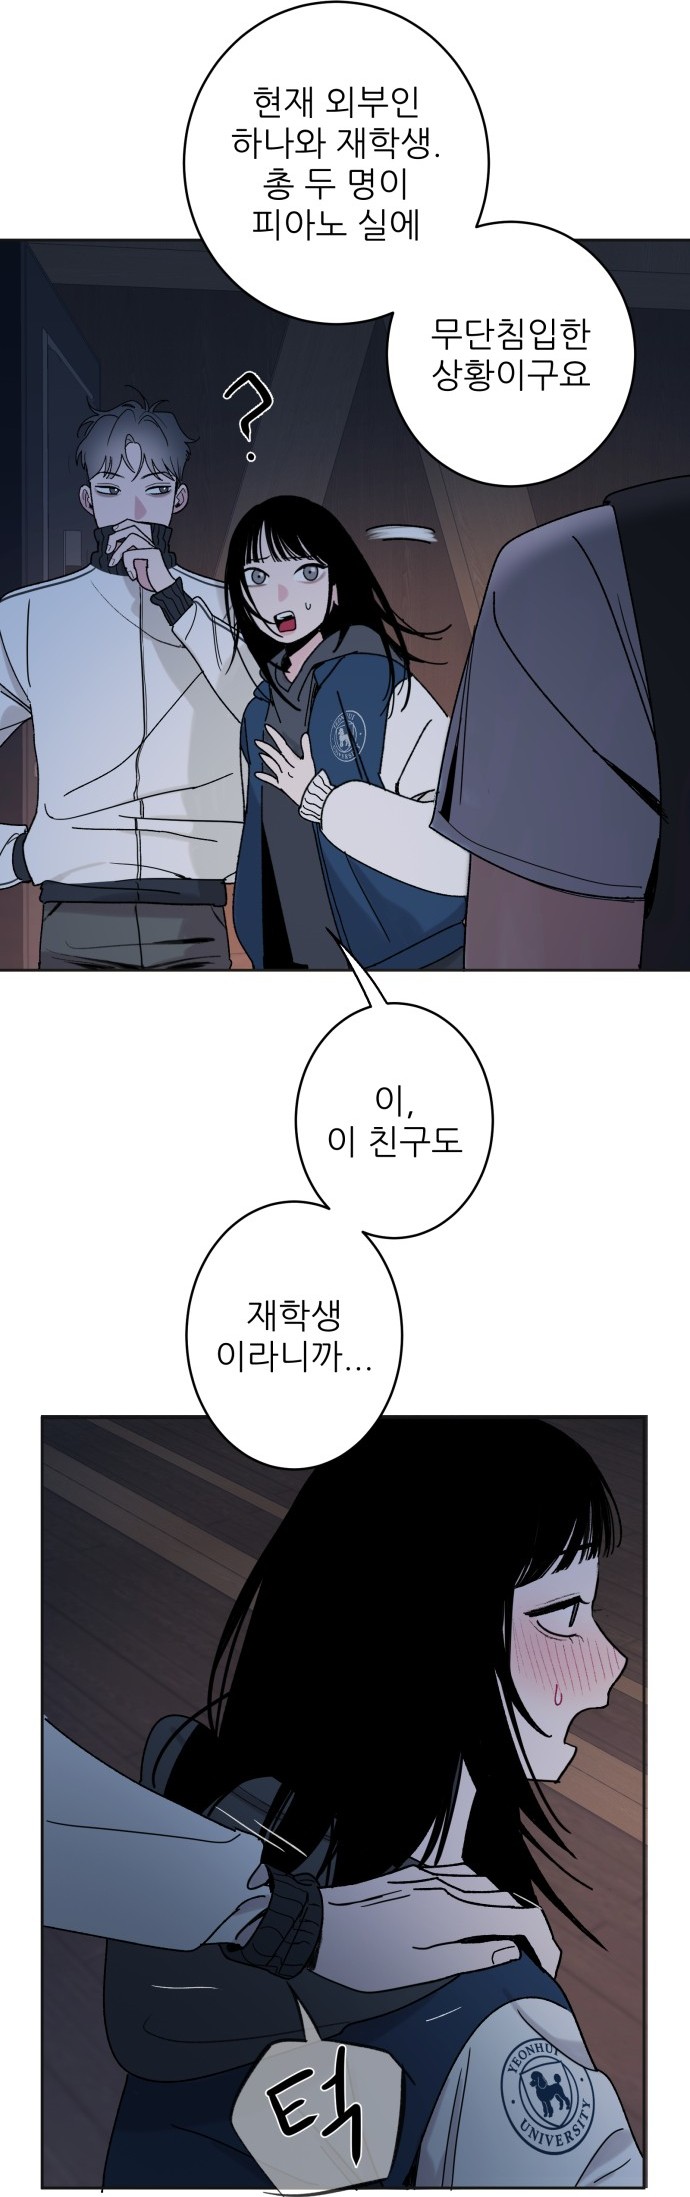 현재 외부인
하나와 재학생.
총 두 명이
피아노 실에
무단침입한
상황이구요
?
YEONHUI
UNIVERSITY
이,
이 친구도
재학생
이라니까...
턱
YEONHUI
UNIVERSITY